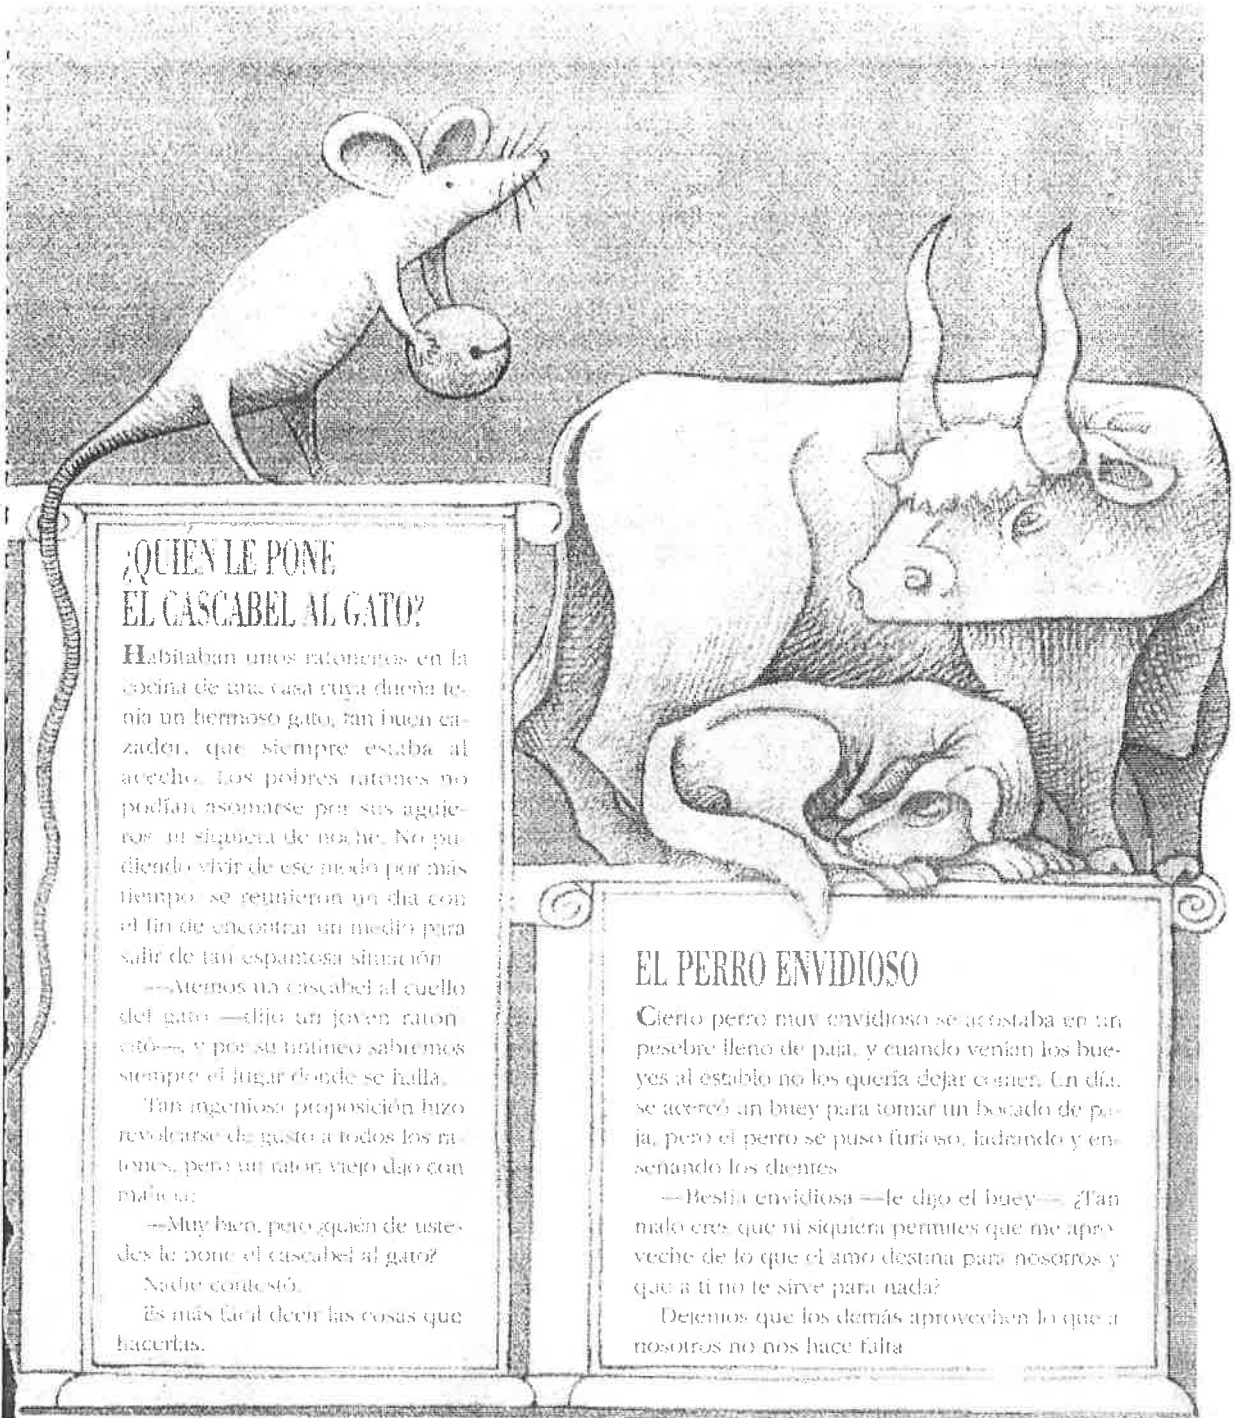 ¿QUIÉN LE PONE
EL CASCABEL AL GATO?
Habitaban unos ratoncitos en la
cocina de una casa cuya dueña te-
nía un hermoso gato, tan buen ca-
zador, que siempre estaba al
acecho. Los pobres ratones no
podían asomarse por sus aguje-
ros, ni siquiera de noche. No pu-
diendo vivir de ese modo por más
tiempo, se reunieron un día con
el fin de encontrar un medio para
salir de tan espantosa situación.
—Atemos un cascabel al cuello
del gato —dijo un joven raton-
citó—, y por su tintineo sabremos
siempre el lugar donde se halla.
Tan ingeniosa proposición hizo
revolcarse de gusto a todos los ra-
tones, pero un ratón viejo dijo con
malicia:
—Muy bien, pero ¿quién de uste-
des le pone el cascabel al gato?
Nadie contestó.
Es más fácil decir las cosas que
hacerlas.
EL PERRO ENVIDIOSO
Cierto perro muy envidioso se acostaba en un
pesebre lleno de paja, y cuando venían los bue-
yes al establo no los quería dejar comer. Un día,
se acercó un buey para tomar un bocado de pa-
ja, pero el perro se puso furioso, ladrando y en-
señando los dientes.
—Bestia envidiosa —le dijo el buey—. ¿Tan
malo eres que ni siquiera permites que me apro-
veche de lo que el amo destina para nosotros y
que a ti no te sirve para nada?
Dejemos que los demás aprovechen lo que a
nosotros no nos hace falta.